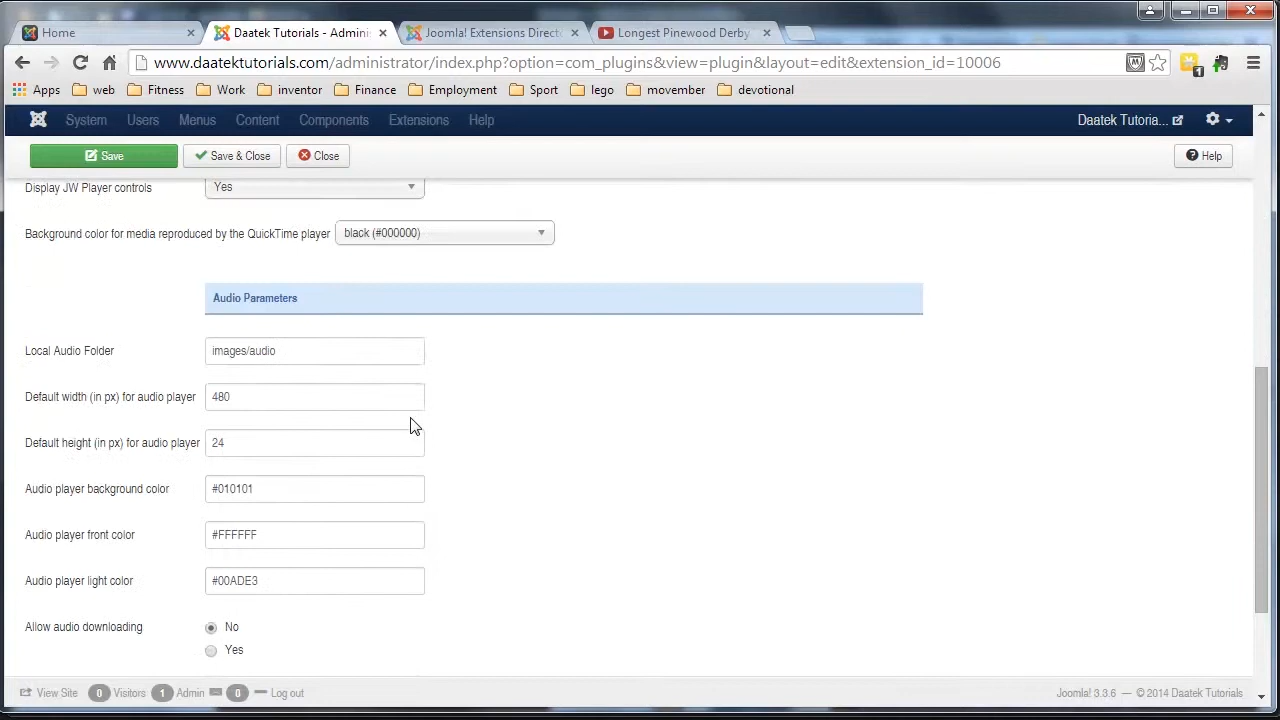 Home
Daatek Tutorials - Adminis
Joomla! Extensions Direct
Longest Pinewood Derby
www.daatektutorials.com/administrator/index.php?option=com_plugins&view=plugin&layout=edit&extension_id=10006
1
Apps web Fitness Work inventor Finance Employment Sport lego movember devotional
System Users Menus Content Components Extensions Help Daatek Tutoria...
Save Save & Close Close Help
Display JW Player controls Yes
Background color for media reproduced by the QuickTime player black (#000000)
Audio Parameters
Local Audio Folder images/audio
Default width (in px) for audio player 480
Default height (in px) for audio player 24
Audio player background color #010101
Audio player front color #FFFFFF
Audio player light color #00ADE3
Allow audio downloading No
Yes
View Site 0 Visitors 1 Admin 0 Log out Joomla! 3.3.6 — © 2014 Daatek Tutorials